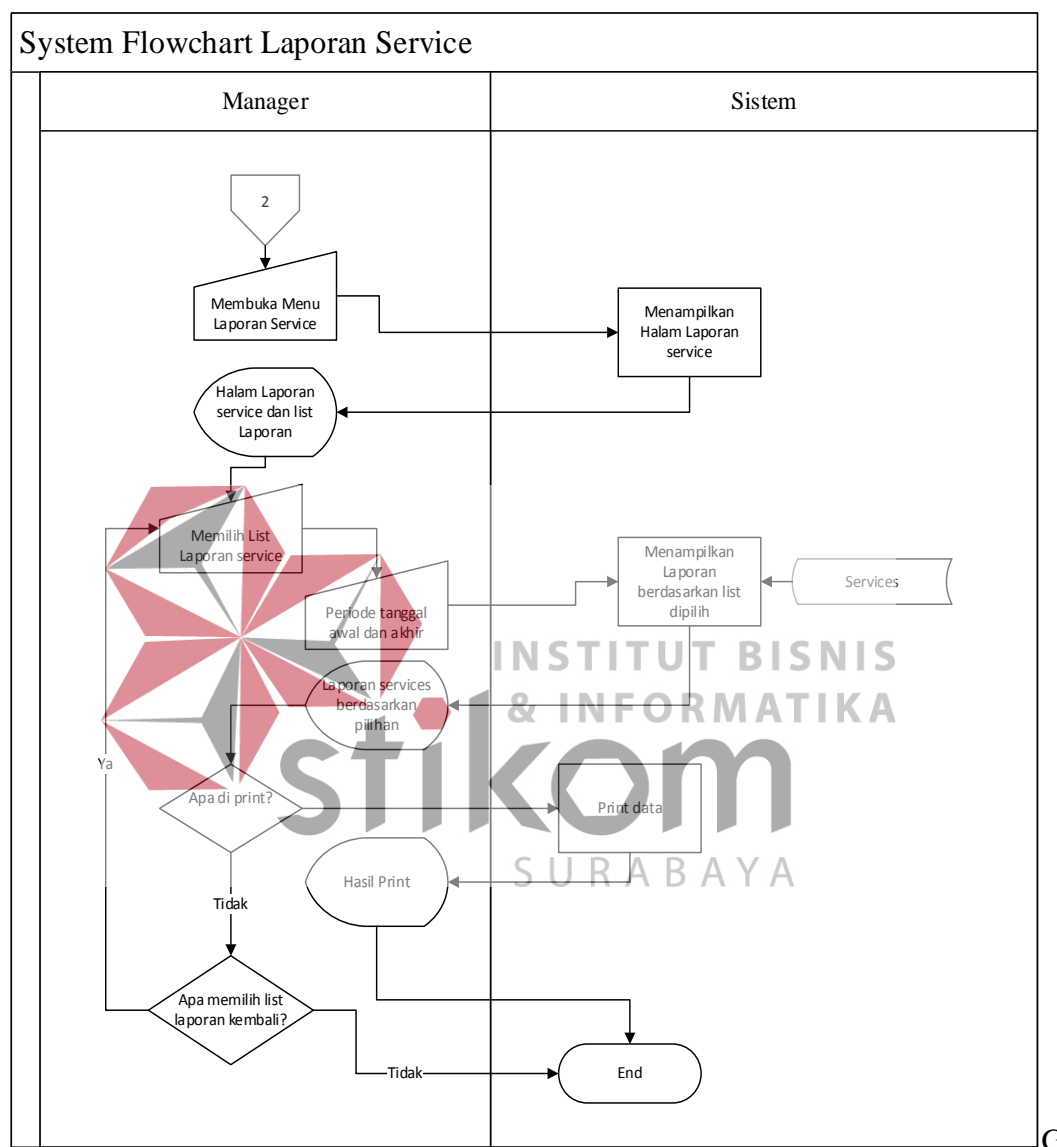 System Flowchart Laporan Service
Manager
Sistem
2
Membuka Menu
Laporan Service
Menampilkan
Halam Laporan
service
Halam Laporan
service dan list
Laporan
Memilih List
Laporan service
Periode tanggal
awal dan akhir
Menampilkan
Laporan
berdasarkan list
dipilih
Services
INSTITUT BISNIS
& INFORMATIKA
stikom
SURABAYA
Laporan services
berdasarkan
pilihan
Ya
Apa di print?
Print data
Hasil Print
Tidak
Apa memilih list
laporan kembali?
Tidak
End
G